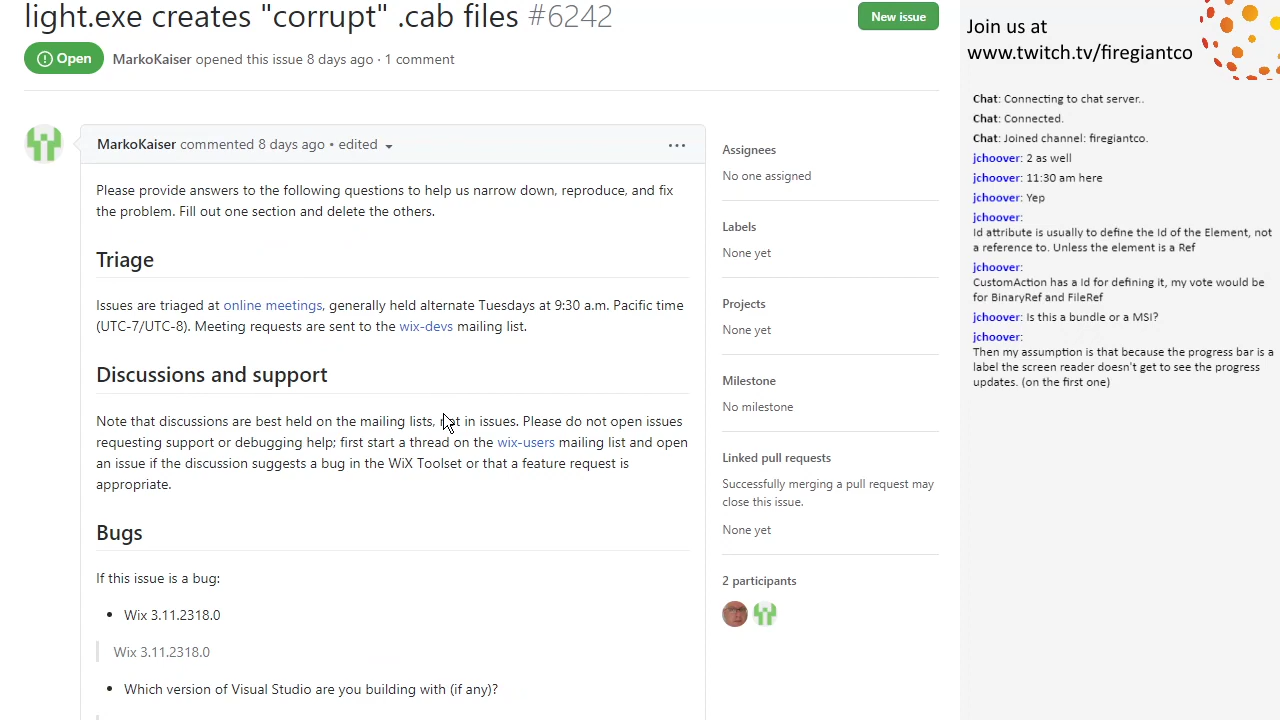 light.exe creates "corrupt" .cab files #6242
New issue
Open
MarkoKaiser opened this issue 8 days ago · 1 comment
MarkoKaiser commented 8 days ago • edited
Please provide answers to the following questions to help us narrow down, reproduce, and fix
the problem. Fill out one section and delete the others.
Triage
Issues are triaged at online meetings, generally held alternate Tuesdays at 9:30 a.m. Pacific time
(UTC-7/UTC-8). Meeting requests are sent to the wix-devs mailing list.
Discussions and support
Note that discussions are best held on the mailing lists, not in issues. Please do not open issues
requesting support or debugging help; first start a thread on the wix-users mailing list and open
an issue if the discussion suggests a bug in the WiX Toolset or that a feature request is
appropriate.
Bugs
If this issue is a bug:
• Wix 3.11.2318.0
Wix 3.11.2318.0
• Which version of Visual Studio are you building with (if any)?
Assignees
No one assigned
Labels
None yet
Projects
None yet
Milestone
No milestone
Linked pull requests
Successfully merging a pull request may
close this issue.
None yet
2 participants
Join us at
www.twitch.tv/firegiantco
Chat: Connecting to chat server..
Chat: Connected.
Chat: Joined channel: firegiantco.
jchoover: 2 as well
jchoover: 11:30 am here
jchoover: Yep
jchoover:
Id attribute is usually to define the Id of the Element, not
a reference to. Unless the element is a Ref
jchoover:
CustomAction has a Id for defining it, my vote would be
for BinaryRef and FileRef
jchoover: Is this a bundle or a MSI?
jchoover:
Then my assumption is that because the progress bar is a
label the screen reader doesn't get to see the progress
updates. (on the first one)